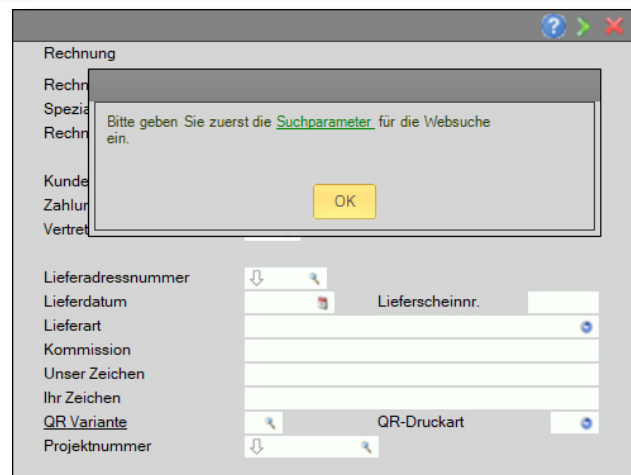 Rechnung
Rechn
Spezia
Rechn
Bitte geben Sie zuerst die Suchparameter für die Websuche
ein.
OK
Kunde
Zahlun
Vertret
Lieferadressnummer
Lieferdatum Lieferscheinnr.
Lieferart
Kommission
Unser Zeichen
Ihr Zeichen
QR Variante QR-Druckart
Projektnummer